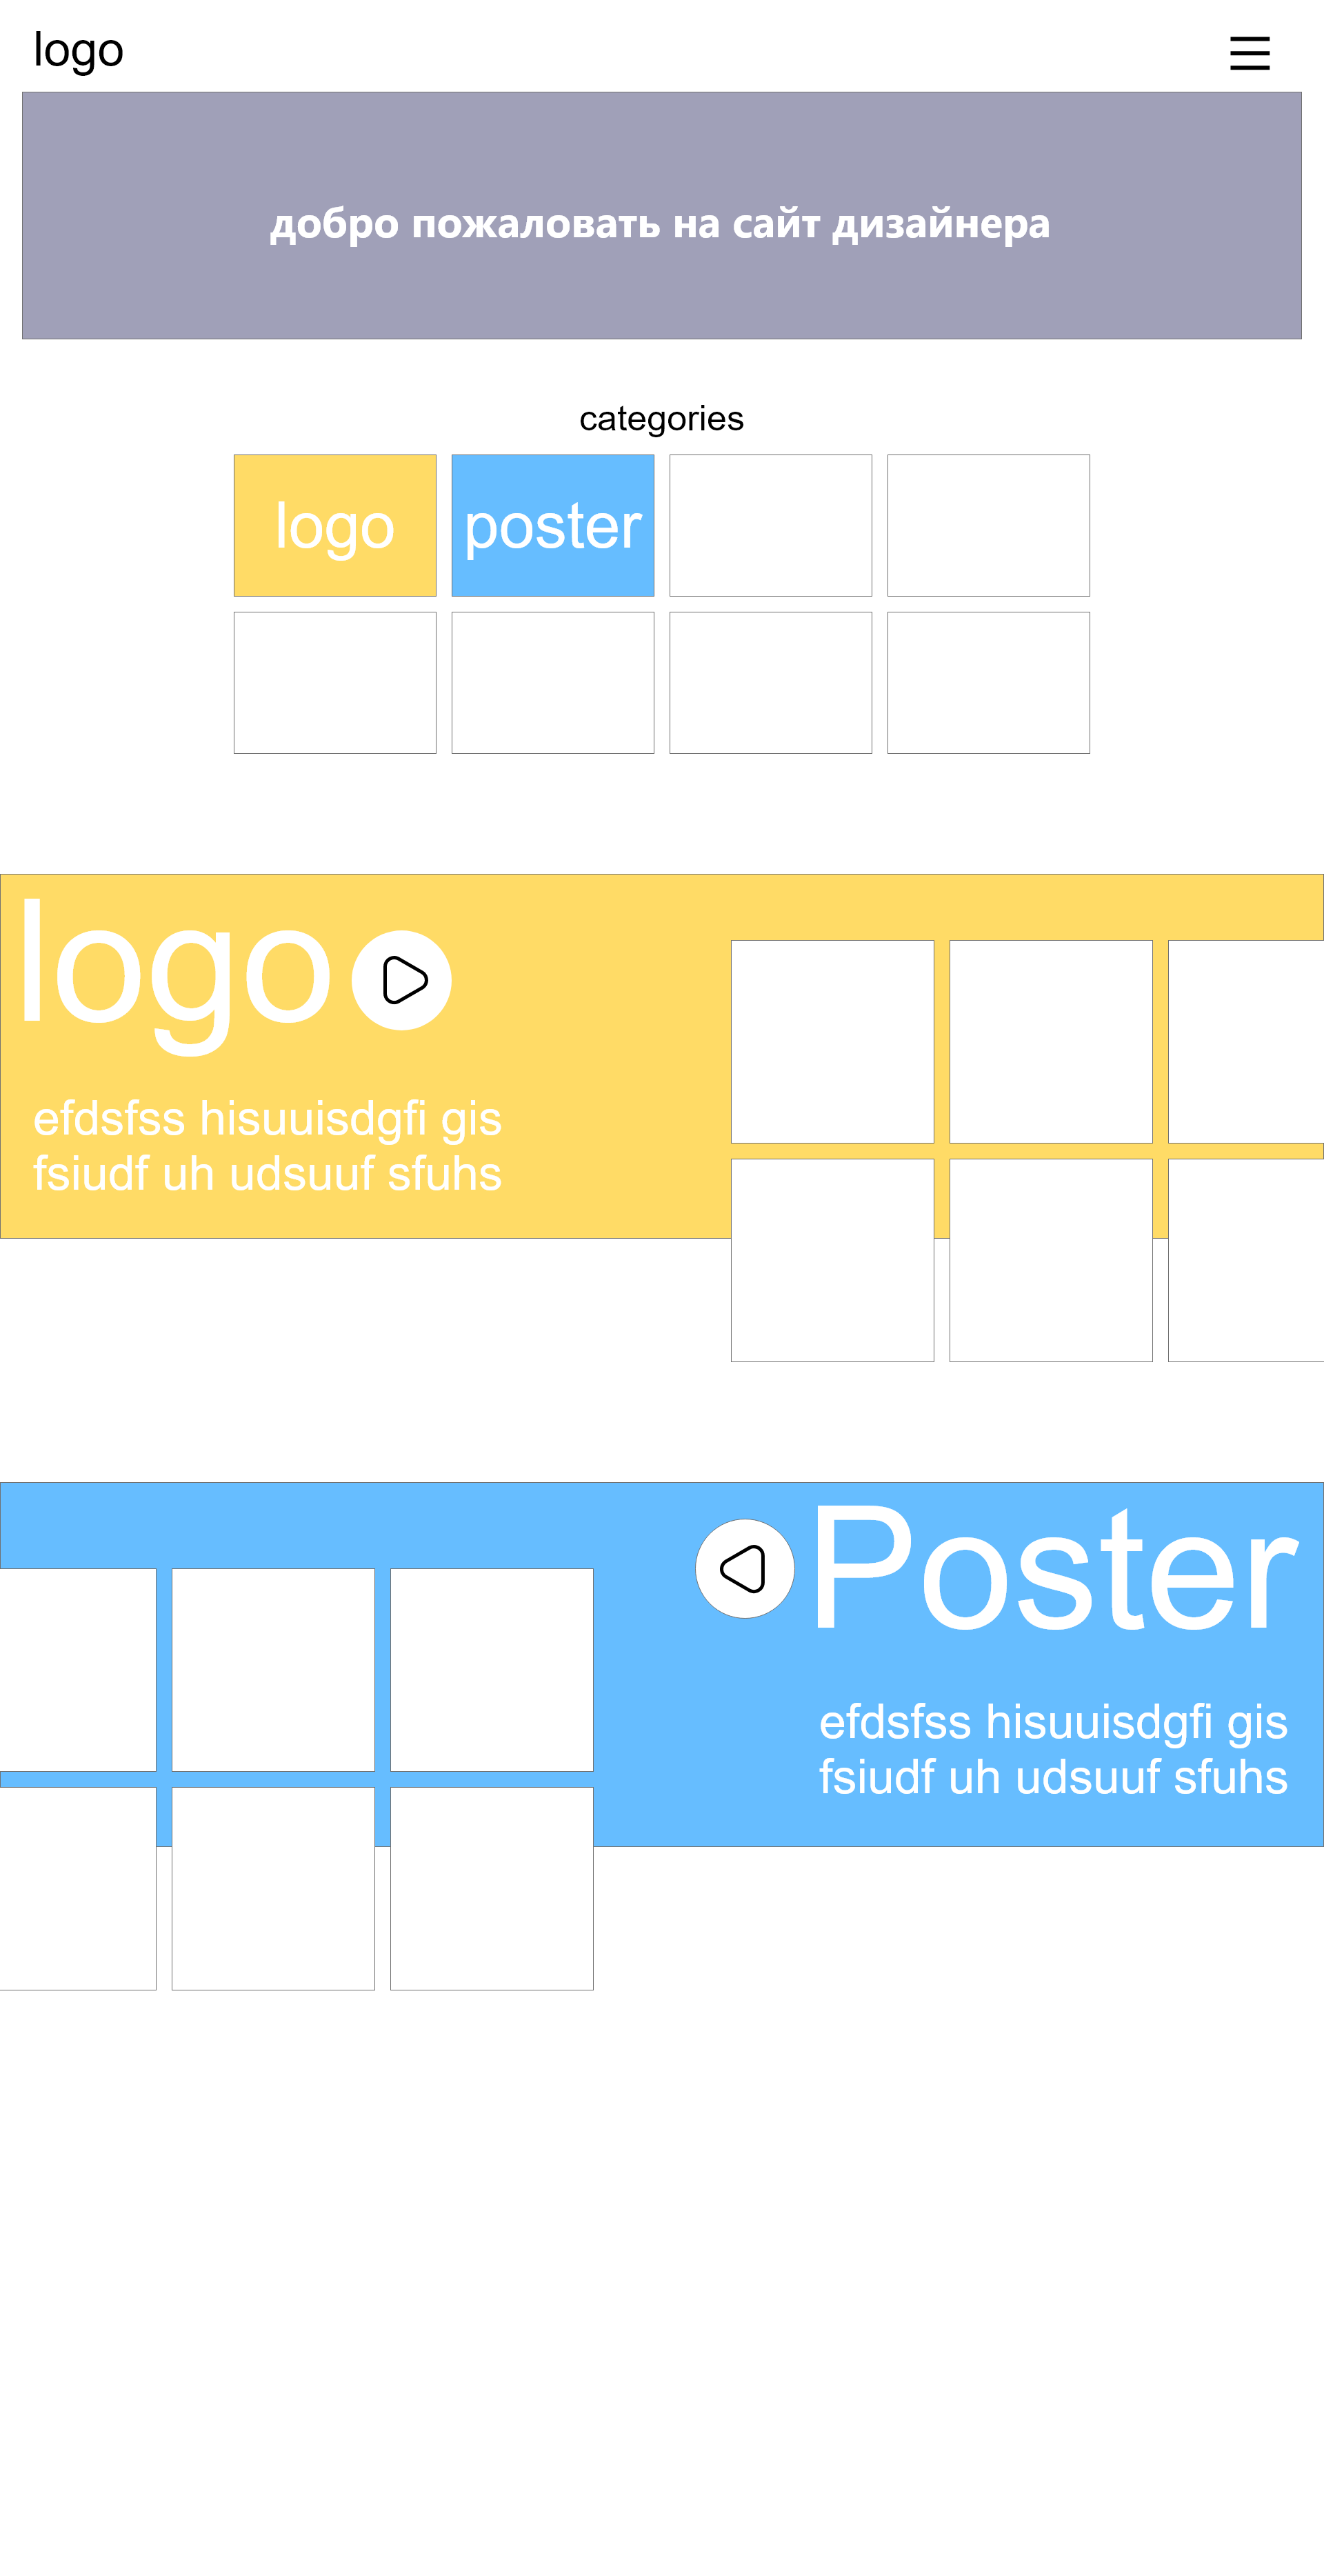 logo
добро пожаловать на сайт дизайнера
categories
logo
poster
logo
efdsfss hisuuisdgfi gis
fsiudf uh udsuuf sfuhs
Poster
efdsfss hisuuisdgfi gis
fsiudf uh udsuuf sfuhs